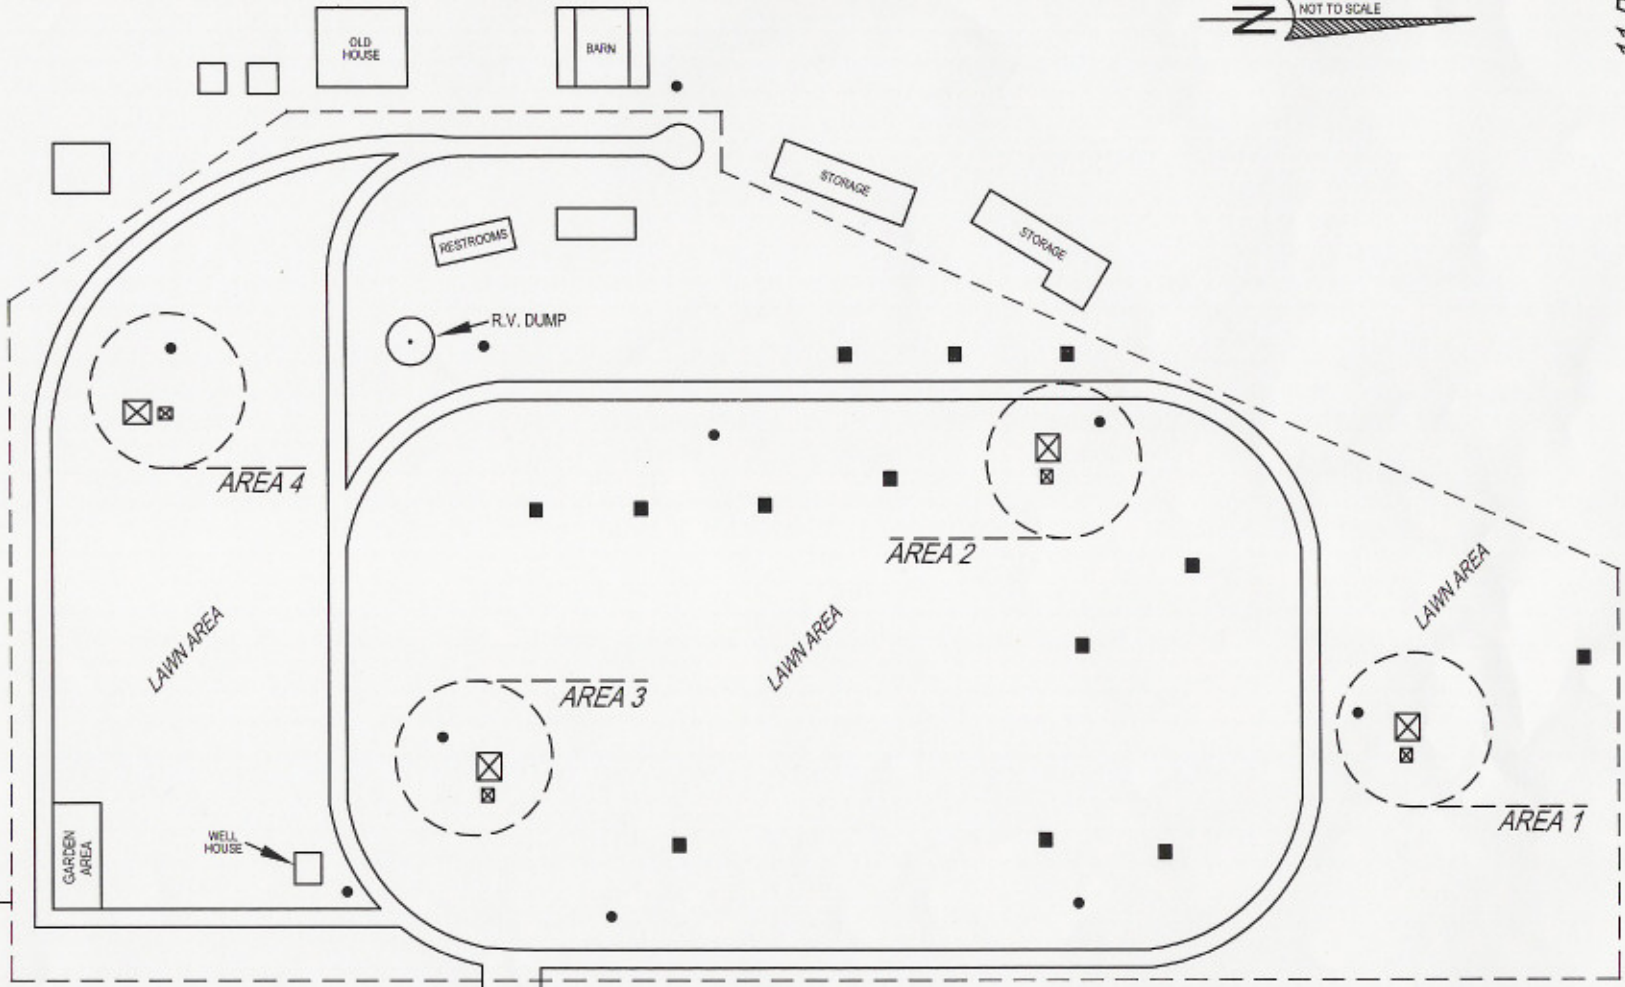 NOT TO SCALE
N
OLD
HOUSE
BARN
STORAGE
STORAGE
RESTROOMS
R.V. DUMP
AREA 4
AREA 2
LAWN AREA
LAWN AREA
LAWN AREA
AREA 3
AREA 1
GARDEN
AREA
WELL
HOUSE